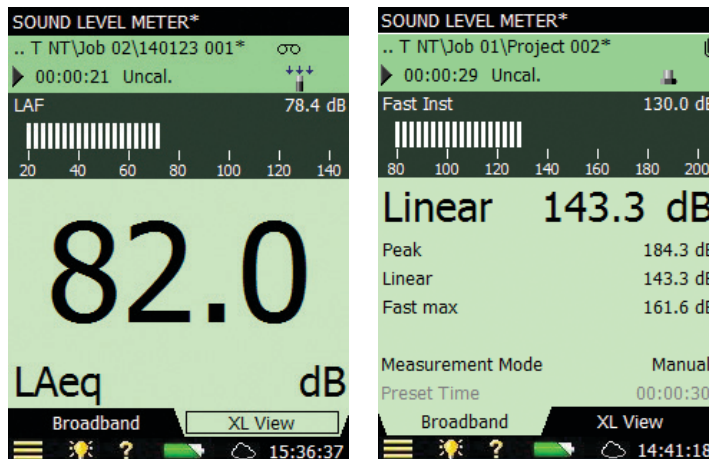 SOUND LEVEL METER*
.. T NT\Job 02\140123 001*
00:00:21 Uncal.
LAF 78.4 dB
20 40 60 80 100 120 140
82.0
LAeq dB
Broadband XL View
? 15:36:37
SOUND LEVEL METER*
.. T NT\Job 01\Project 002*
00:00:29 Uncal.
Fast Inst 130.0 dB
80 100 120 140 160 180 200
Linear 143.3 dB
Peak 184.3 dB
Linear 143.3 dB
Fast max 161.6 dB
Measurement Mode Manual
Preset Time 00:00:30
Broadband XL View
? 14:41:18